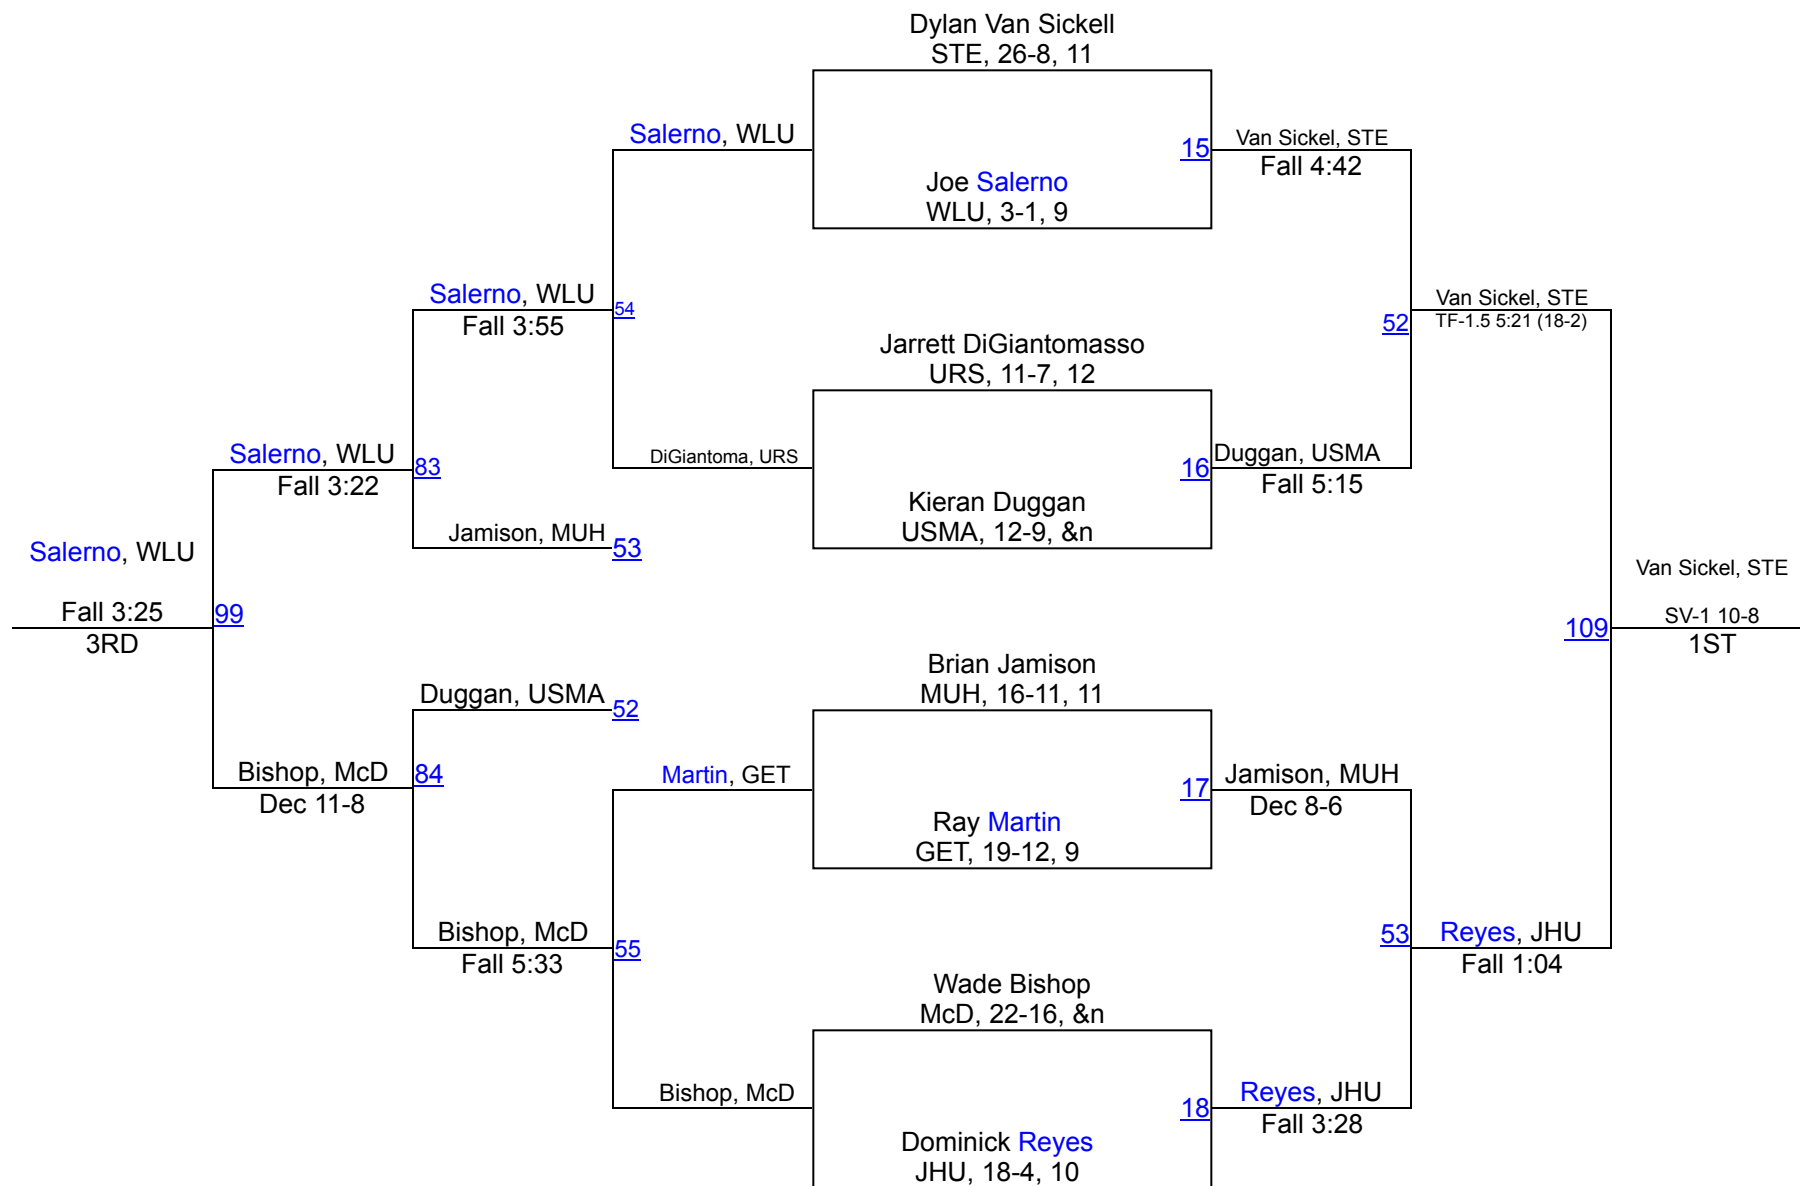 Dylan Van Sickell
STE, 26-8, 11
Salerno, WLU
15
Van Sickel, STE
Fall 4:42
Joe Salerno
WLU, 3-1, 9
Salerno, WLU
Fall 3:55
54
Van Sickel, STE
TF-1.5 5:21 (18-2)
52
Jarrett DiGiantomasso
URS, 11-7, 12
Salerno, WLU
Fall 3:22
83
DiGiantoma, URS
16
Duggan, USMA
Fall 5:15
Kieran Duggan
USMA, 12-9, &n
Jamison, MUH
53
Salerno, WLU
Fall 3:25
3RD
99
Van Sickel, STE
SV-1 10-8
1ST
109
Brian Jamison
MUH, 16-11, 11
Duggan, USMA
52
Bishop, McD
Dec 11-8
84
Martin, GET
17
Jamison, MUH
Dec 8-6
Ray Martin
GET, 19-12, 9
Bishop, McD
Fall 5:33
55
53
Reyes, JHU
Fall 1:04
Wade Bishop
McD, 22-16, &n
Bishop, McD
18
Reyes, JHU
Fall 3:28
Dominick Reyes
JHU, 18-4, 10